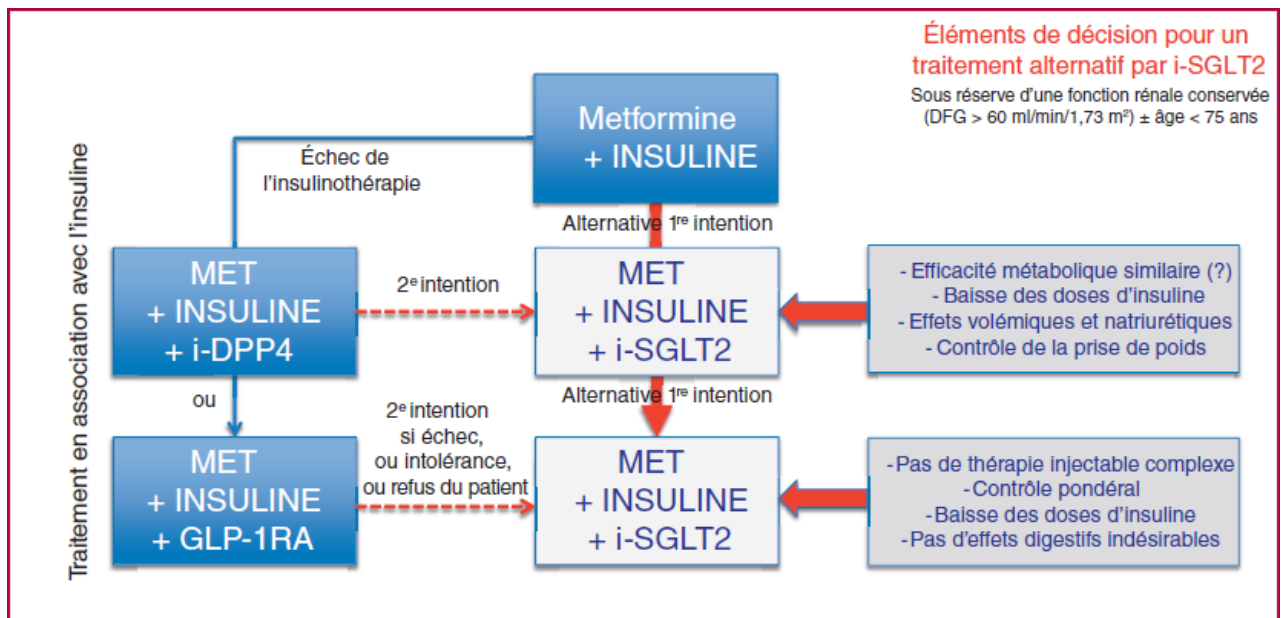 Éléments de décision pour un
traitement alternatif par i-SGLT2
Sous réserve d'une fonction rénale conservée
(DFG > 60 ml/min/1,73 m²) ± âge < 75 ans
Traitement en association avec l'insuline
Metformine
+ INSULINE
Échec de
l'insulinothérapie
Alternative 1re intention
MET
+ INSULINE
+ i-DPP4
2e intention
MET
+ INSULINE
+ i-SGLT2
- Efficacité métabolique similaire (?)
- Baisse des doses d'insuline
- Effets volémiques et natriurétiques
- Contrôle de la prise de poids
ou
Alternative 1re intention
MET
+ INSULINE
+ GLP-1RA
2e intention
si échec,
ou intolérance,
ou refus du patient
MET
+ INSULINE
+ i-SGLT2
- Pas de thérapie injectable complexe
- Contrôle pondéral
- Baisse des doses d'insuline
- Pas d'effets digestifs indésirables